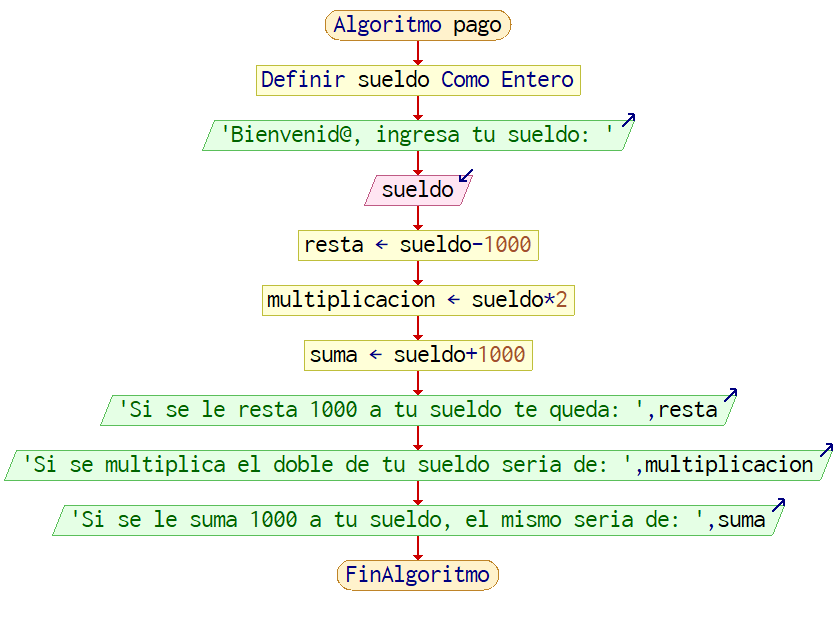 Algoritmo pago
Definir sueldo Como Entero
'Bienvenid@, ingresa tu sueldo: '
sueldo
resta ← sueldo-1000
multiplicacion ← sueldo*2
suma ← sueldo+1000
'Si se le resta 1000 a tu sueldo te queda: ',resta
'Si se multiplica el doble de tu sueldo seria de: ',multiplicacion
'Si se le suma 1000 a tu sueldo, el mismo seria de: ',suma
FinAlgoritmo